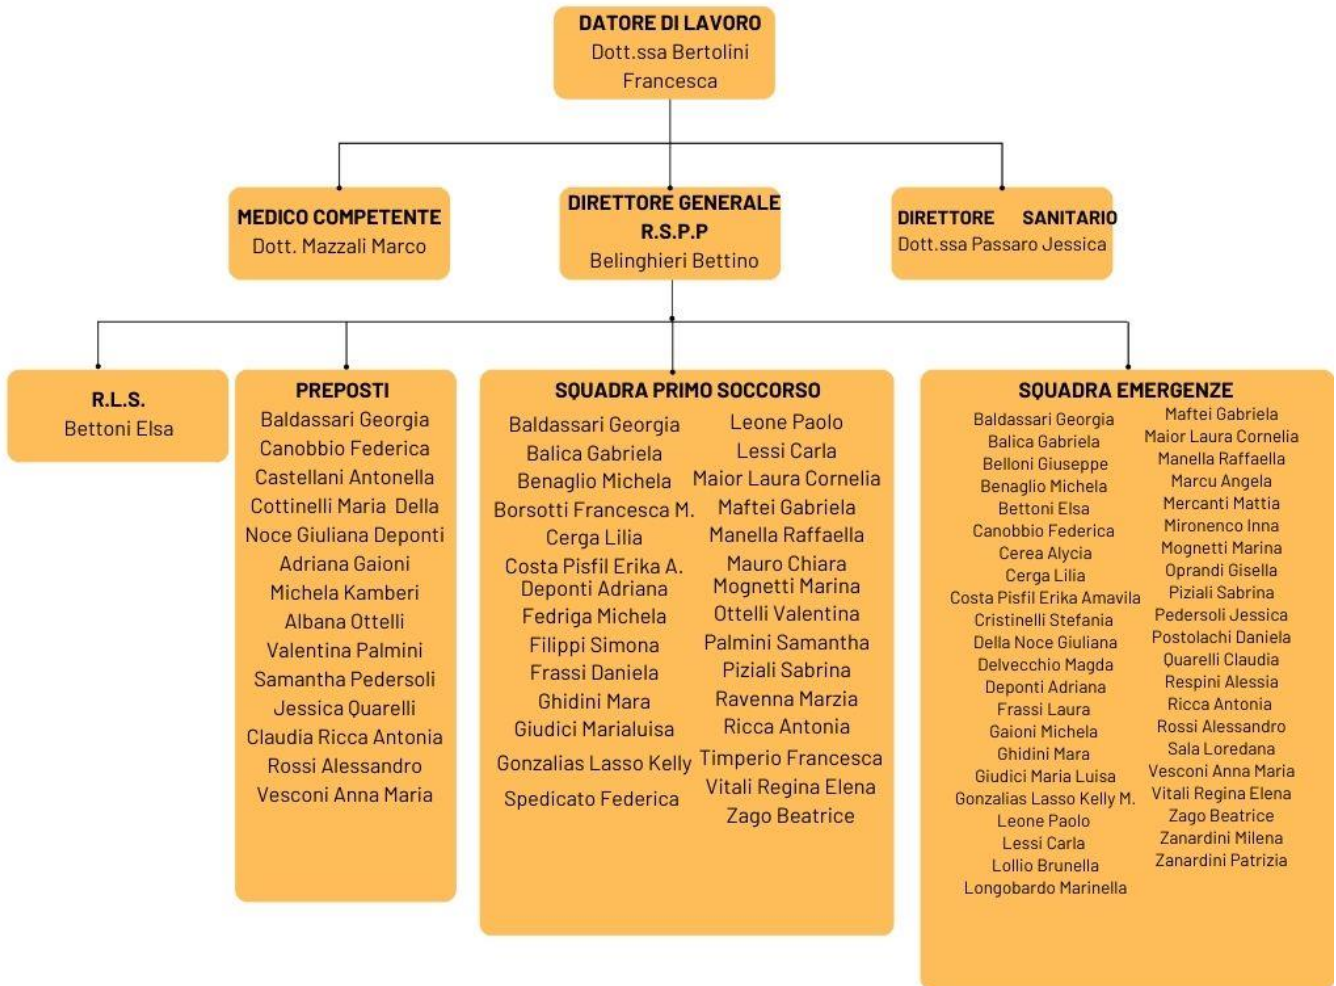 DATORE DI LAVORO
Dott.ssa Bertolini
Francesca
MEDICO COMPETENTE
Dott. Mazzali Marco
DIRETTORE GENERALE
R.S.P.P
Belinghieri Bettino
DIRETTORE SANITARIO
Dott.ssa Passaro Jessica
R.L.S.
Bettoni Elsa
PREPOSTI
Baldassari Georgia
Canobbio Federica
Castellani Antonella
Cottinelli Maria Della
Noce Giuliana Deponti
Adriana Gaioni
Michela Kamberi
Albana Ottelli
Valentina Palmini
Samantha Pedersoli
Jessica Quarelli
Claudia Ricca Antonia
Rossi Alessandro
Vesconi Anna Maria
SQUADRA PRIMO SOCCORSO
Baldassari Georgia
Balica Gabriela
Benaglio Michela
Borsotti Francesca M.
Cerga Lilia
Costa Pisfil Erika A.
Deponti Adriana
Fedriga Michela
Filippi Simona
Frassi Daniela
Ghidini Mara
Giudici Marialuisa
Gonzalias Lasso Kelly
Spedicato Federica
Leone Paolo
Lessi Carla
Maior Laura Cornelia
Maftei Gabriela
Manella Raffaella
Mauro Chiara
Mognetti Marina
Ottelli Valentina
Palmini Samantha
Piziali Sabrina
Ravenna Marzia
Ricca Antonia
Timperio Francesca
Vitali Regina Elena
Zago Beatrice
SQUADRA EMERGENZE
Baldassari Georgia
Balica Gabriela
Belloni Giuseppe
Benaglio Michela
Bettoni Elsa
Canobbio Federica
Cerea Alycia
Cerga Lilia
Costa Pisfil Erika Amavila
Cristinelli Stefania
Della Noce Giuliana
Delvecchio Magda
Deponti Adriana
Frassi Laura
Gaioni Michela
Ghidini Mara
Giudici Maria Luisa
Gonzalias Lasso Kelly M.
Leone Paolo
Lessi Carla
Lollio Brunella
Longobardo Marinella
Maftei Gabriela
Maior Laura Cornelia
Manella Raffaella
Marcu Angela
Mercanti Mattia
Mironenco Inna
Mognetti Marina
Oprandi Gisella
Piziali Sabrina
Pedersoli Jessica
Postolachi Daniela
Quarelli Claudia
Respini Alessia
Ricca Antonia
Rossi Alessandro
Sala Loredana
Vesconi Anna Maria
Vitali Regina Elena
Zago Beatrice
Zanardini Milena
Zanardini Patrizia